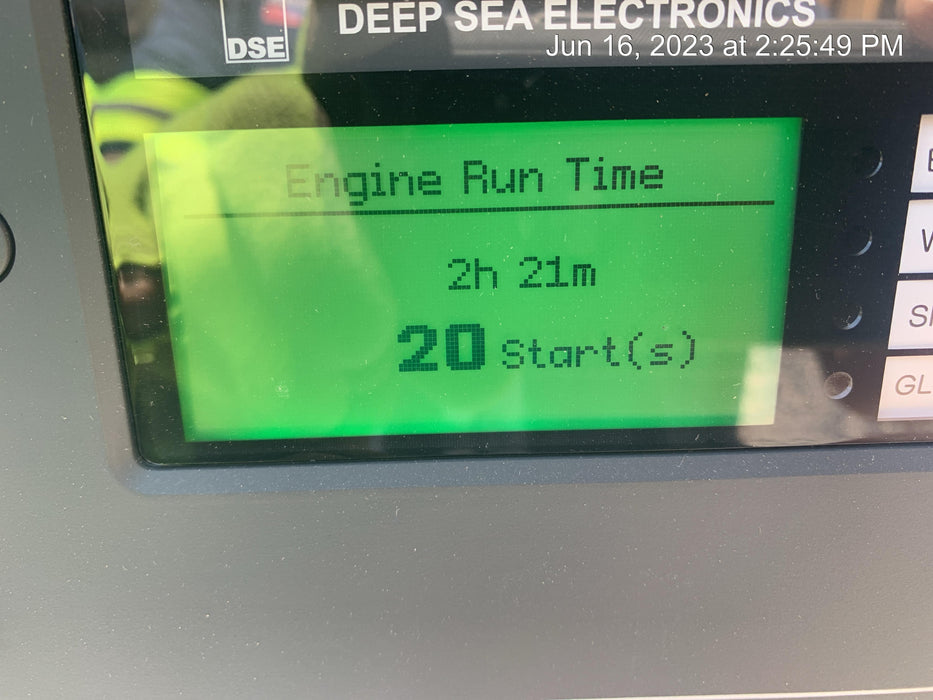 DSE
DEEP SEA ELECTRONICS
Jun 16, 2023 at 2:25:49 PM
Engine Run Time
2h 21m
20 Start(s)
GL